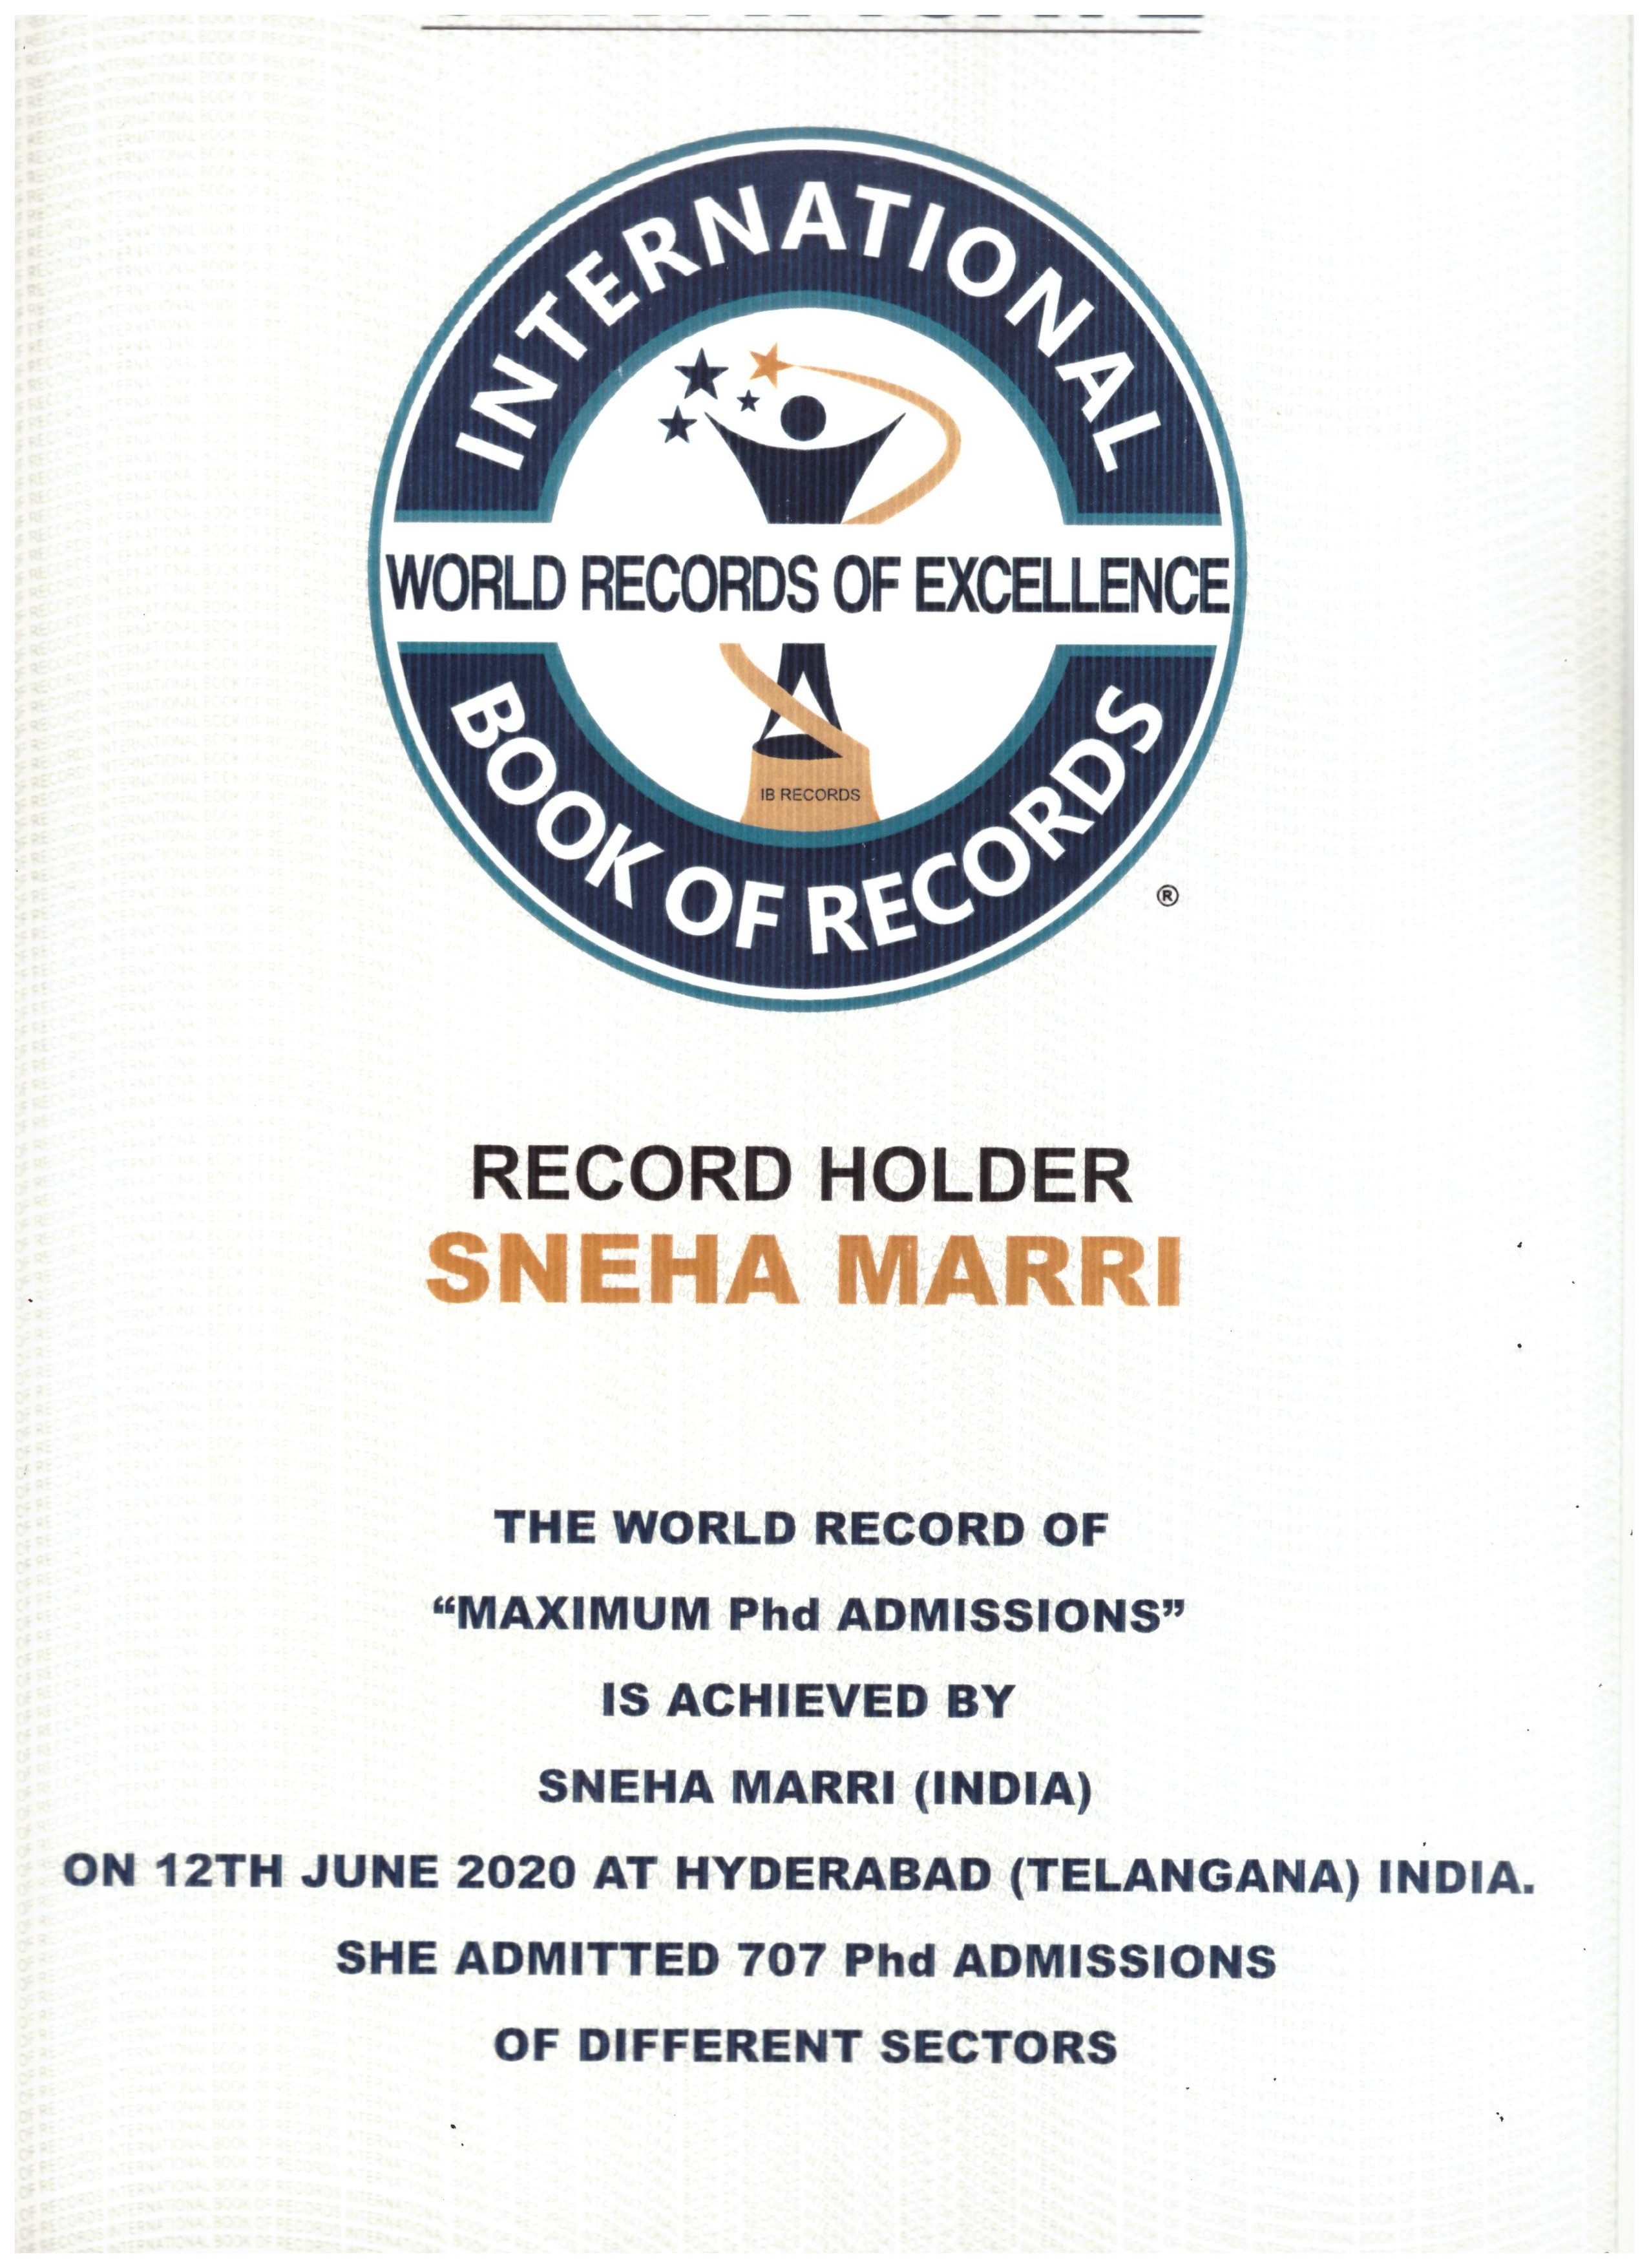 INTERNATIONAL
WORLD RECORDS OF EXCELLENCE
IB RECORDS
BOOK OF RECORDS
®
RECORD HOLDER
SNEHA MARRI
THE WORLD RECORD OF
“MAXIMUM Phd ADMISSIONS”
IS ACHIEVED BY
SNEHA MARRI (INDIA)
ON 12TH JUNE 2020 AT HYDERABAD (TELANGANA) INDIA.
SHE ADMITTED 707 Phd ADMISSIONS
OF DIFFERENT SECTORS